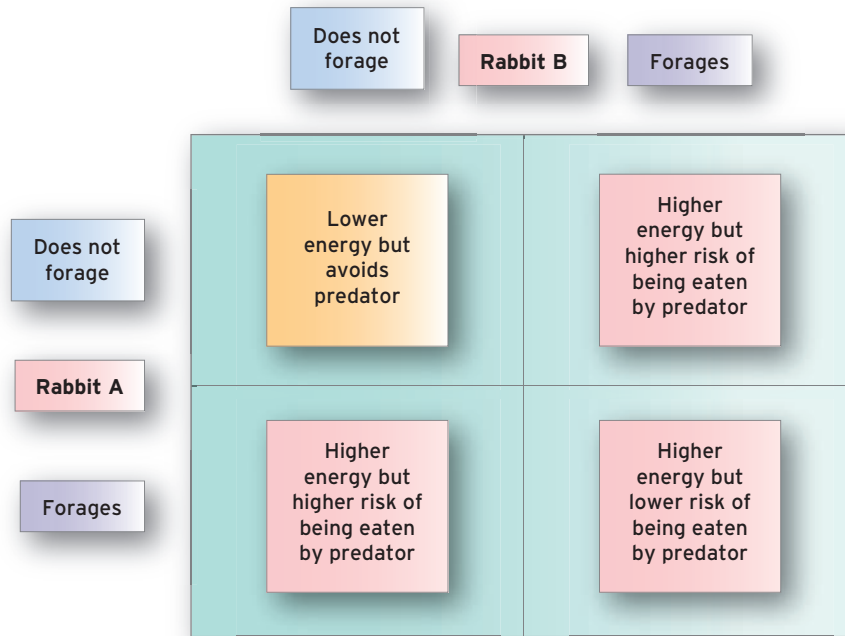 Does not
forage
Rabbit B
Forages
Does not
forage
Lower
energy but
avoids
predator
Higher
energy but
higher risk of
being eaten
by predator
Rabbit A
Forages
Higher
energy but
higher risk of
being eaten
by predator
Higher
energy but
lower risk of
being eaten
by predator